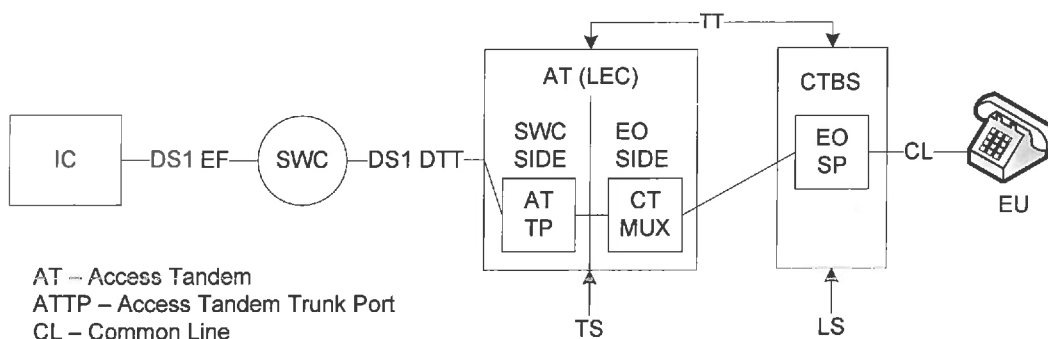 TT
AT (LEC)
CTBS
SWC
SIDE
EO
SIDE
IC
DS1 EF
SWC
DS1 DTT
AT
TP
CT
MUX
EO
SP
CL
EU
AT – Access Tandem
ATTP – Access Tandem Trunk Port
CL – Common Line
TS
LS